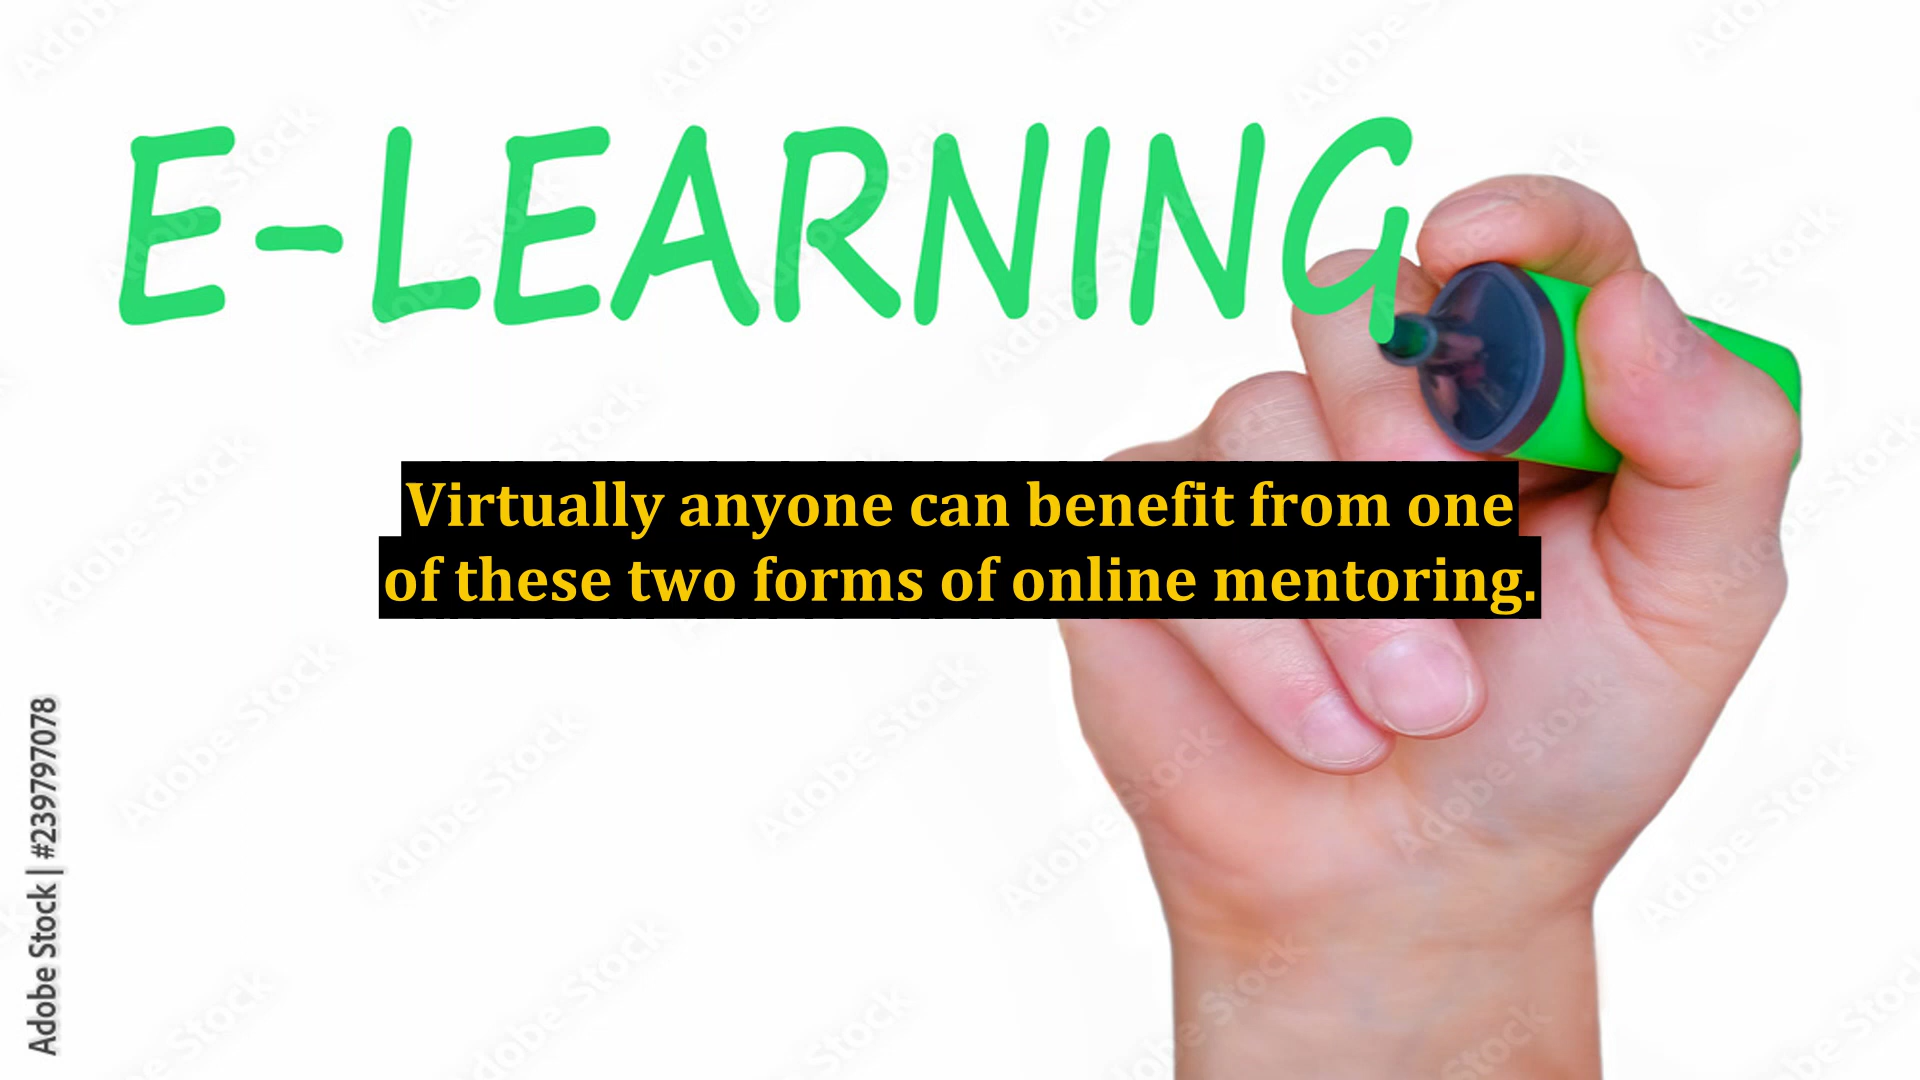 E-LEARNING
Virtually anyone can benefit from one
of these two forms of online mentoring.
Adobe Stock | #239797078